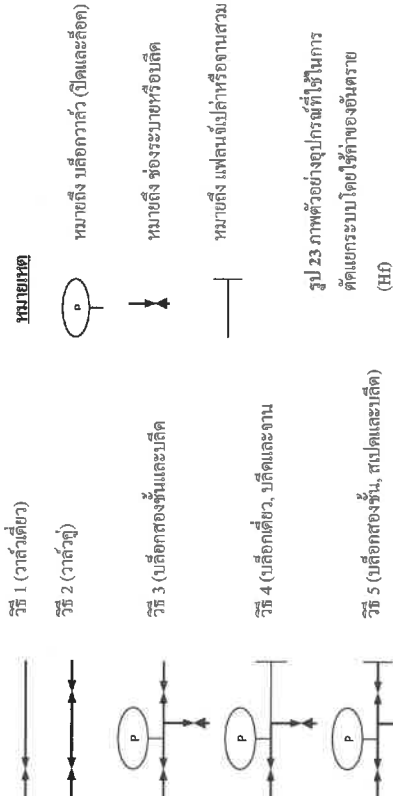 วิธี 1 (วาล์วเดี่ยว)
วิธี 2 (วาล์วคู่)
วิธี 3 (บล็อกสองชั้นและบลีด)
P
วิธี 4 (บล็อกเดี่ยว, บลีดและจาน
P
วิธี 5 (บล็อกสองชั้น, สเปดและบลีด)
P
หมายเหตุ
P
หมายถึง บล็อกวาล์ว (ปิดและล็อค)
หมายถึง ช่องระบายหรือบลีด
หมายถึง แฟลนจ์เปล่าหรือจานสวม
รูป 23 ภาพตัวอย่างอุปกรณ์ที่ใช้ในการ
ตัดแยกระบบโดยใช้ค่าของอันตราย
(Hf)